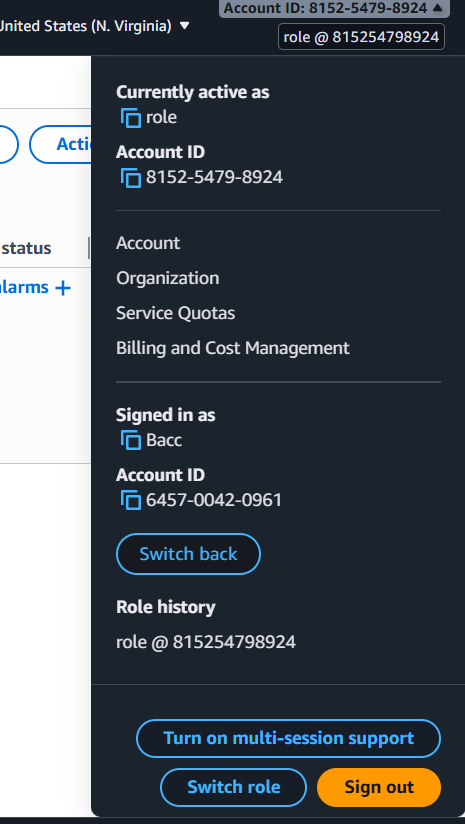 United States (N. Virginia)
Account ID: 8152-5479-8924
role @ 815254798924
Currently active as
role
Account ID
8152-5479-8924
Acti
status
Account
Organization
larms +
Service Quotas
Billing and Cost Management
Signed in as
Bacc
Account ID
6457-0042-0961
Switch back
Role history
role @ 815254798924
Turn on multi-session support
Switch role
Sign out